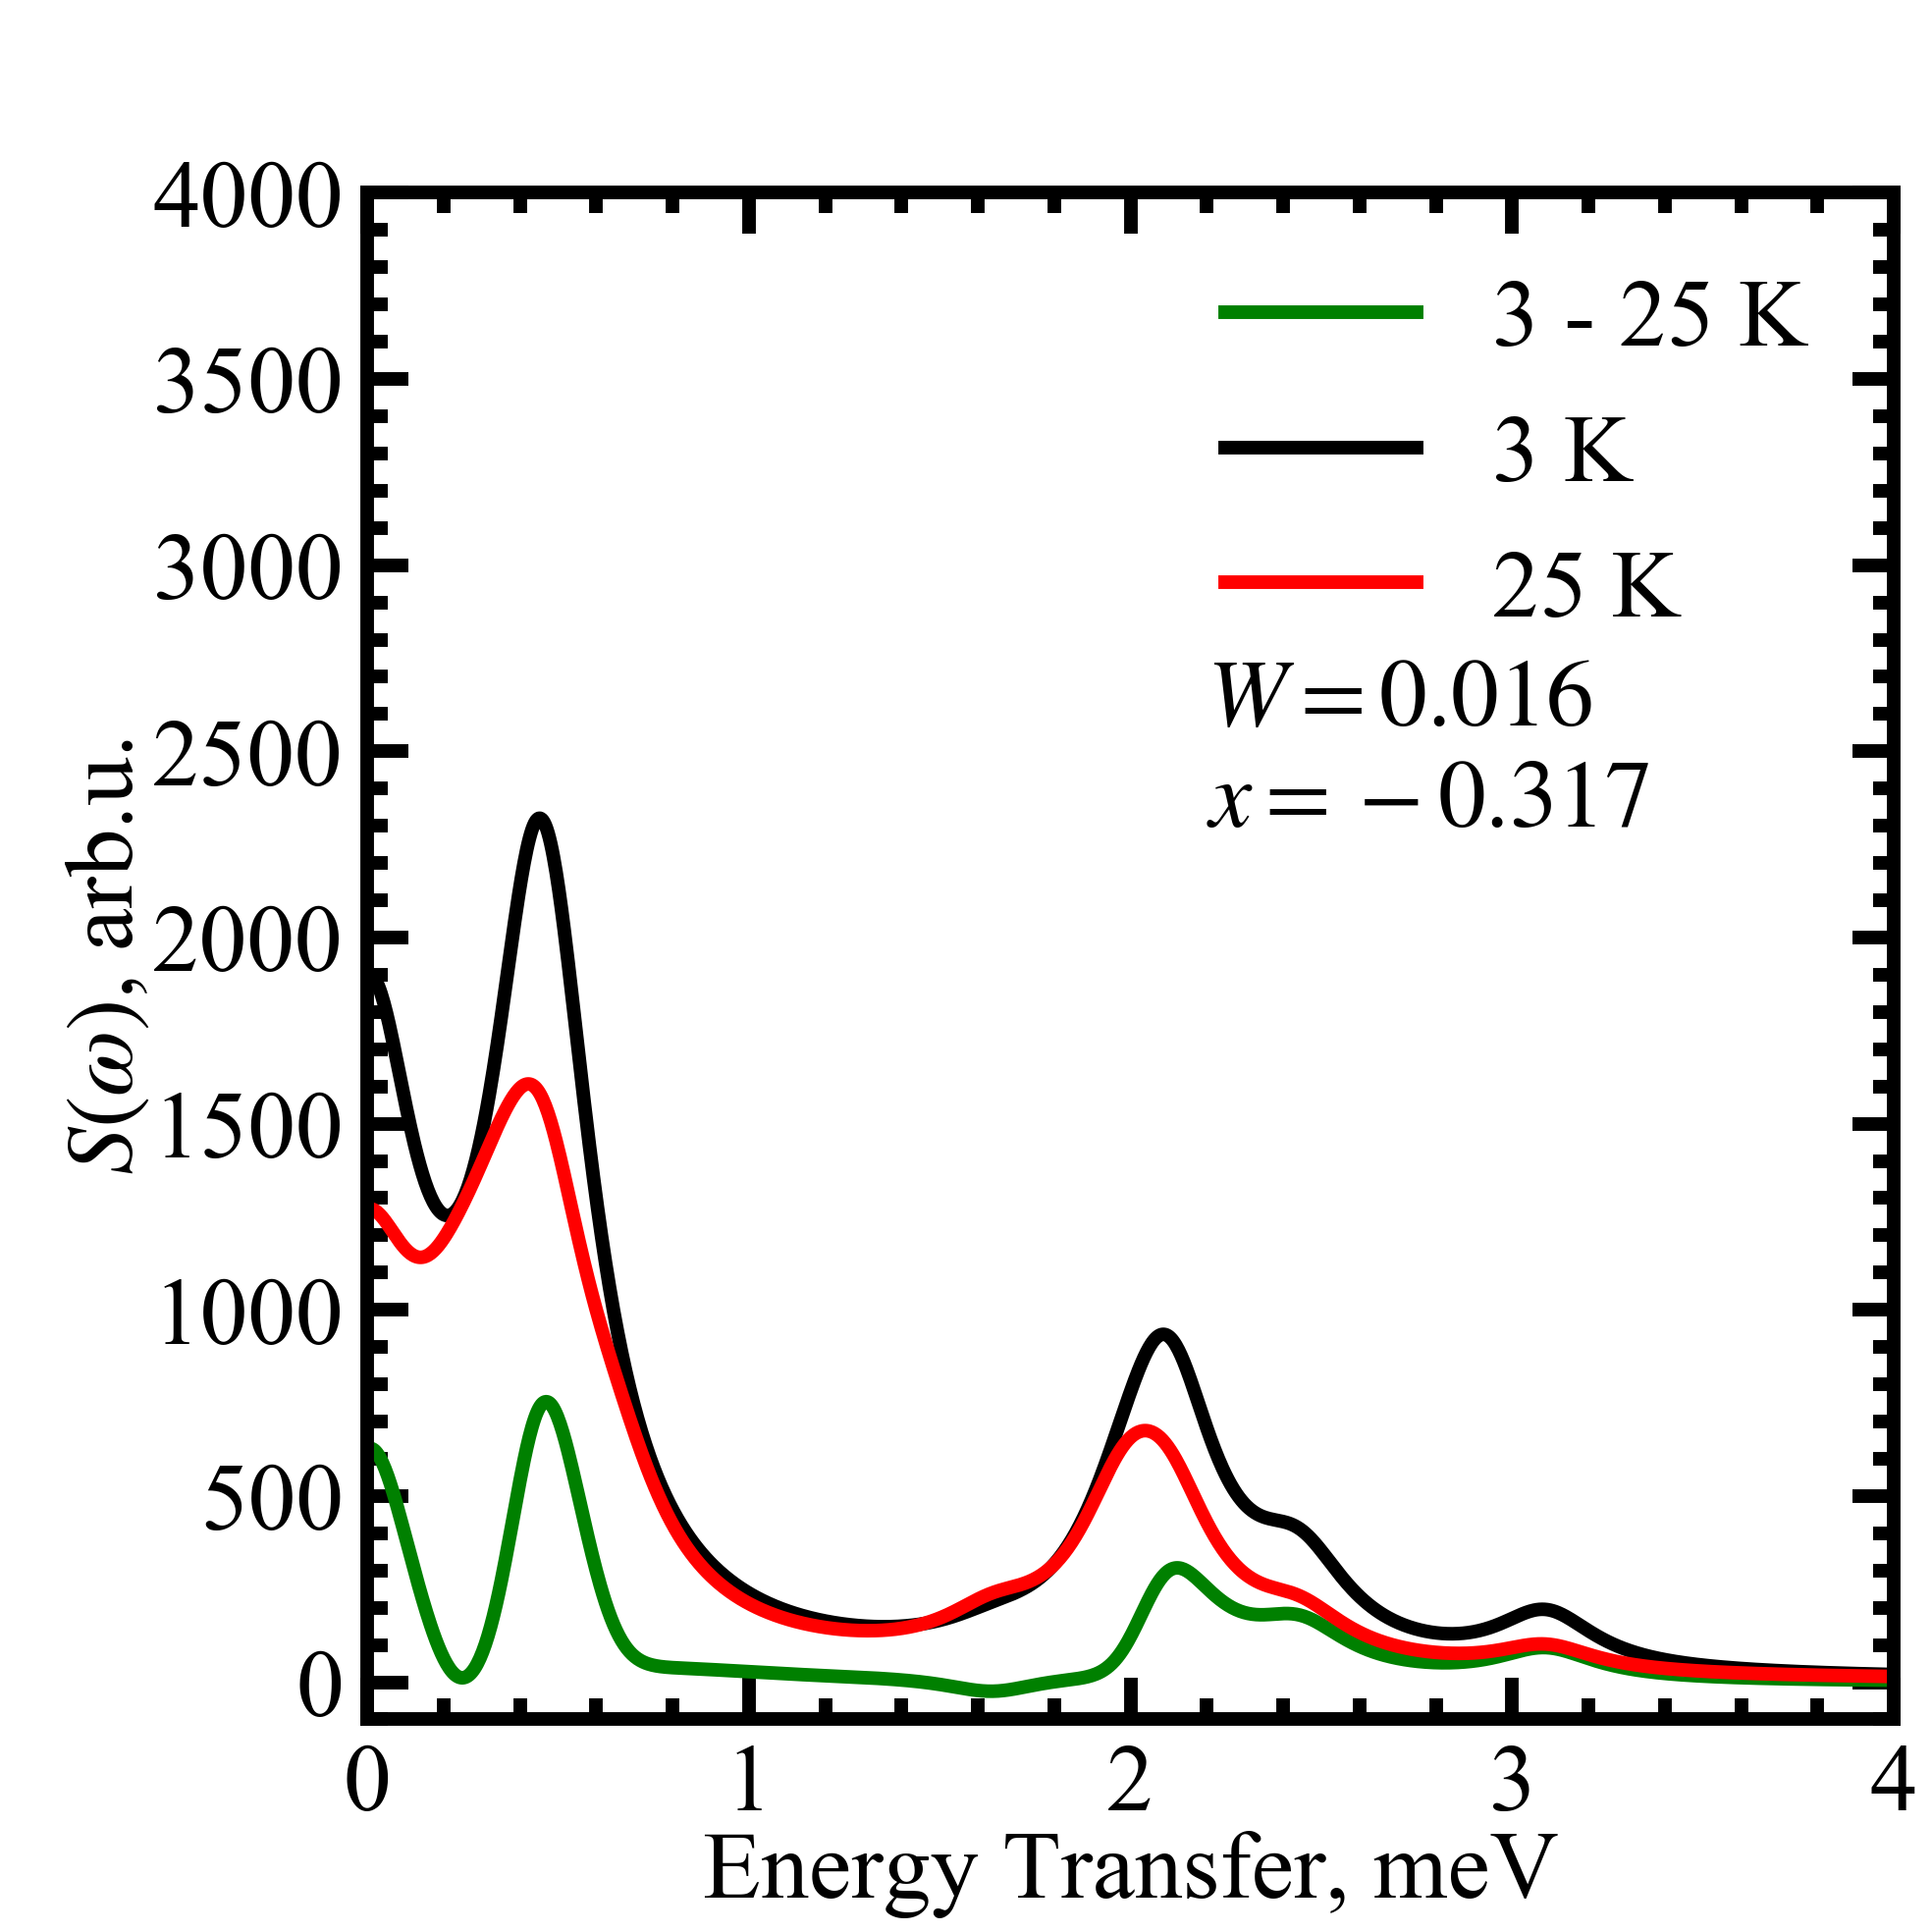 4000
3500
3000
2500
2000
1500
1000
500
0
S(ω), arb.u.
3 - 25 K
3 K
25 K
W=0.016
x=−0.317
0 1 2 3 4
Energy Transfer, meV